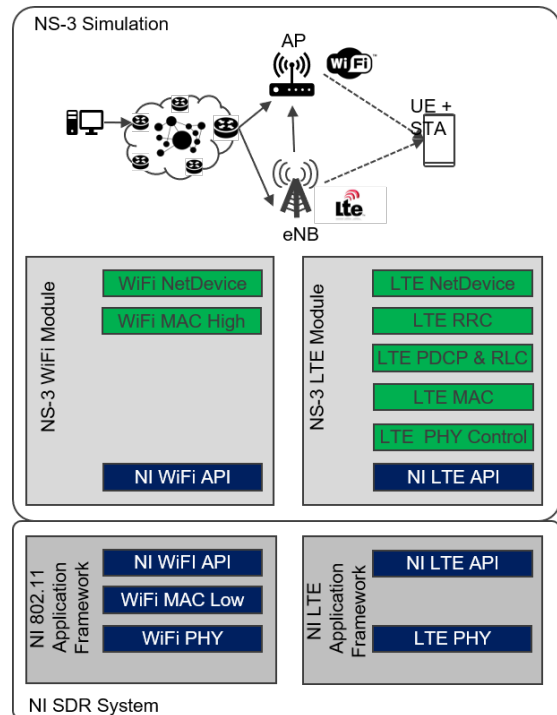 NS-3 Simulation
AP
WiFi
UE +
STA
Lte
eNB
NS-3 WiFi Module
WiFi NetDevice
WiFi MAC High
NI WiFi API
NS-3 LTE Module
LTE NetDevice
LTE RRC
LTE PDCP & RLC
LTE MAC
LTE PHY Control
NI LTE API
NI 802.11
Application
Framework
NI WiFI API
WiFi MAC Low
WiFi PHY
NI LTE
Application
Framework
NI LTE API
LTE PHY
NI SDR System